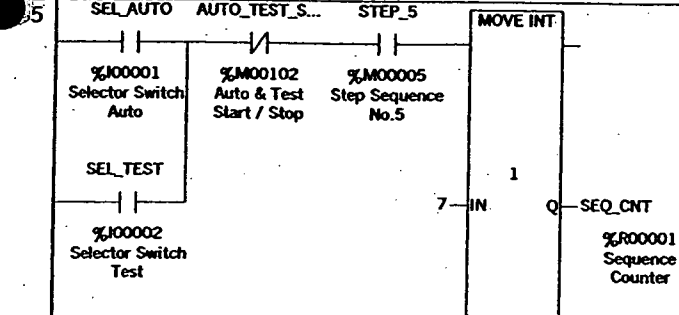 5
SEL_AUTO
AUTO_TEST_S...
STEP_5
MOVE INT
%I00001
Selector Switch
Auto
%M00102
Auto & Test
Start / Stop
%M00005
Step Sequence
No.5
SEL_TEST
1
7
IN
Q
SEQ_CNT
%I00002
Selector Switch
Test
%R00001
Sequence
Counter